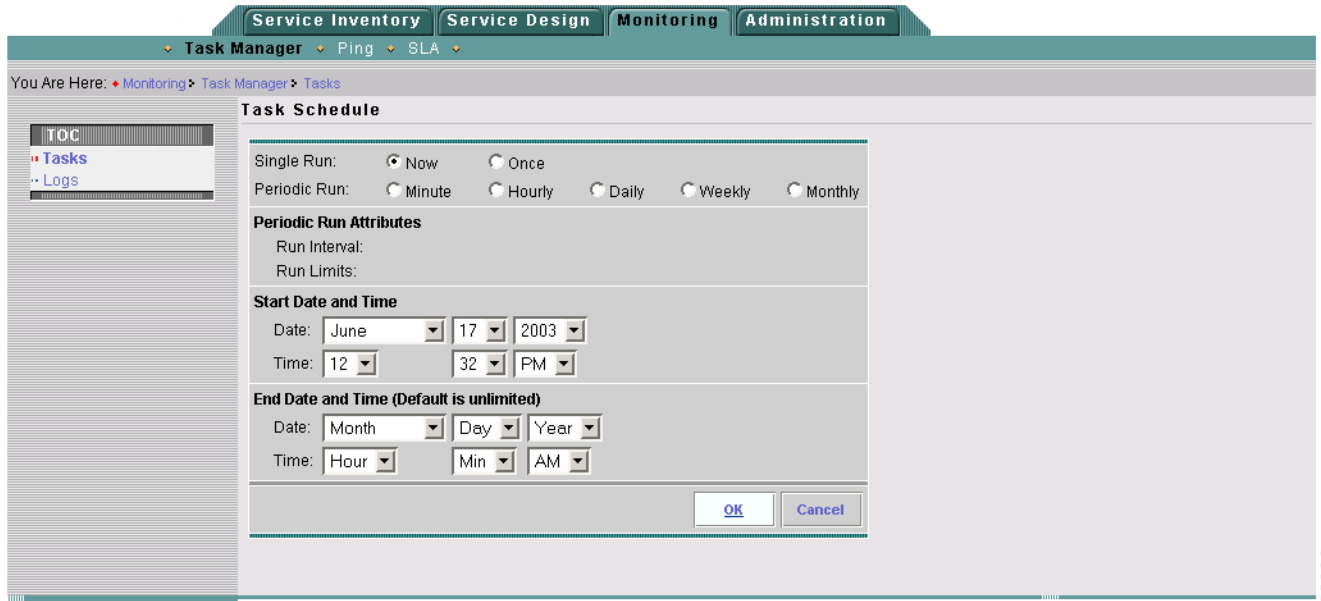 Service Inventory Service Design Monitoring Administration
Task Manager Ping SLA
You Are Here: Monitoring Task Manager Tasks
Task Schedule
TOC
Tasks
Logs
Single Run: Now Once
Periodic Run: Minute Hourly Daily Weekly Monthly
Periodic Run Attributes
Run Interval:
Run Limits:
Start Date and Time
Date: June 17 2003
Time: 12 32 PM
End Date and Time (Default is unlimited)
Date: Month Day Year
Time: Hour Min AM
OK Cancel